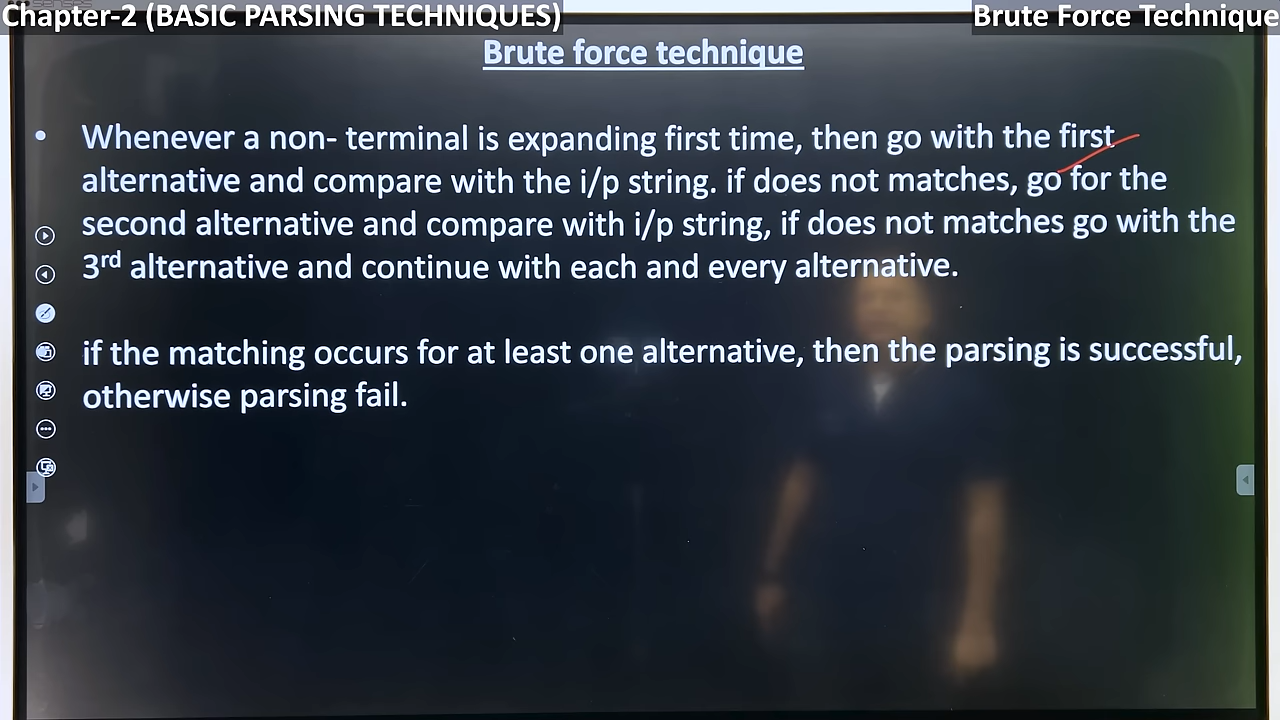 Chapter-2 (BASIC PARSING TECHNIQUES)
Brute Force Technique
Brute force technique
• Whenever a non- terminal is expanding first time, then go with the first
alternative and compare with the i/p string. if does not matches, go for the
second alternative and compare with i/p string, if does not matches go with the
3rd alternative and continue with each and every alternative.
if the matching occurs for at least one alternative, then the parsing is successful,
otherwise parsing fail.